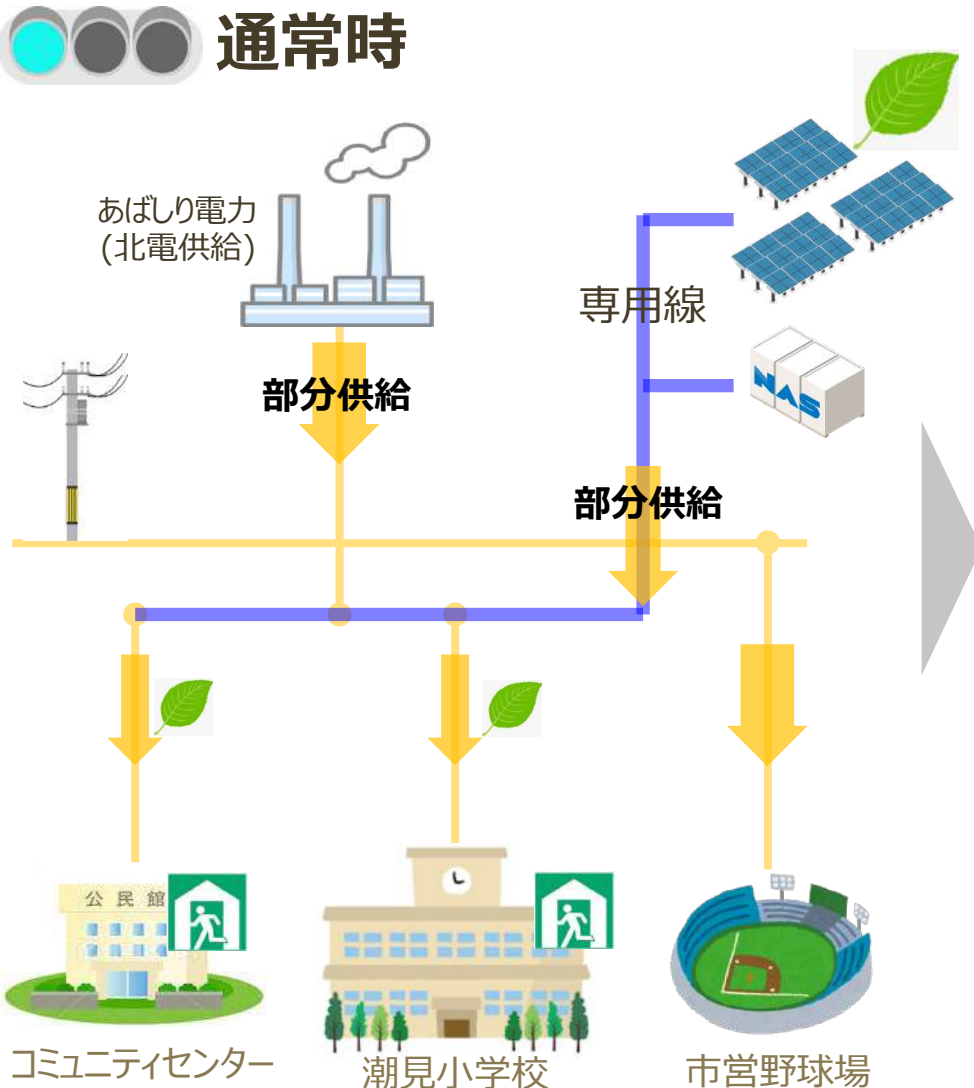 通常時
あばしり電力
(北電供給)
専用線
部分供給
NAS
部分供給
公民館
コミュニティセンター
潮見小学校
市営野球場